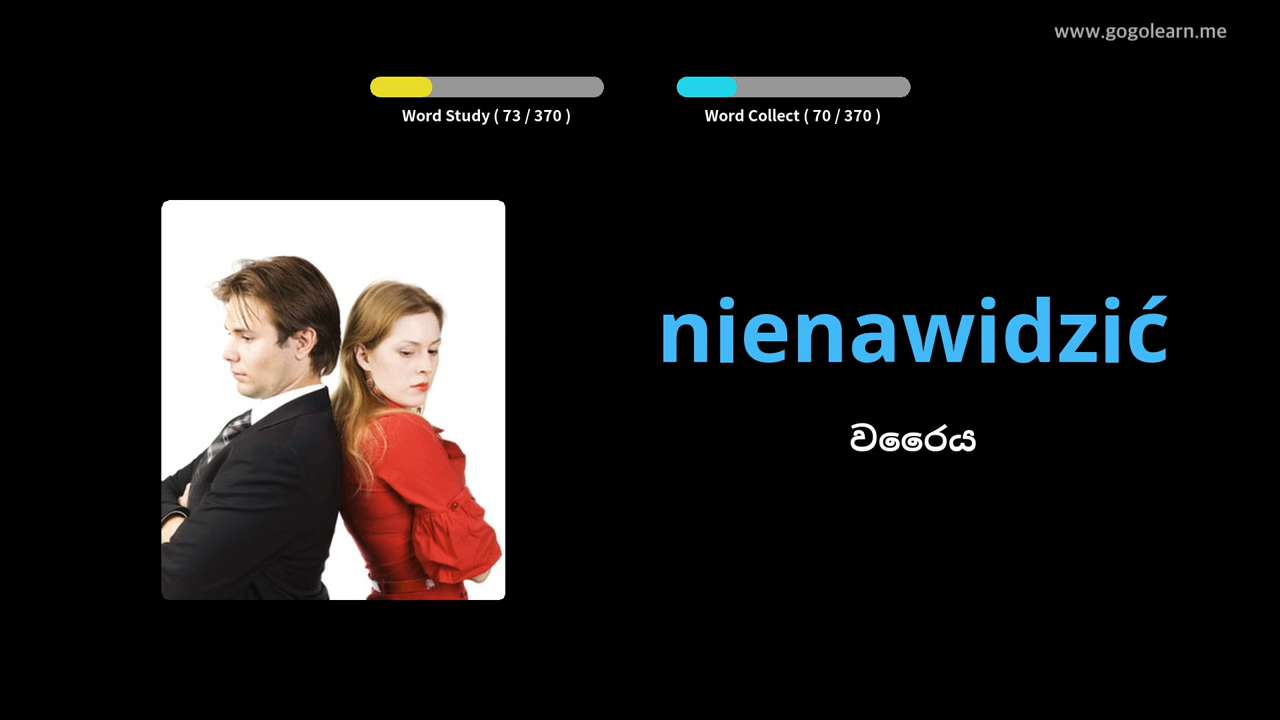 www.gogolearn.me
Word Study ( 73 / 370 )
Word Collect ( 70 / 370 )
nienawidzić
වෛරය